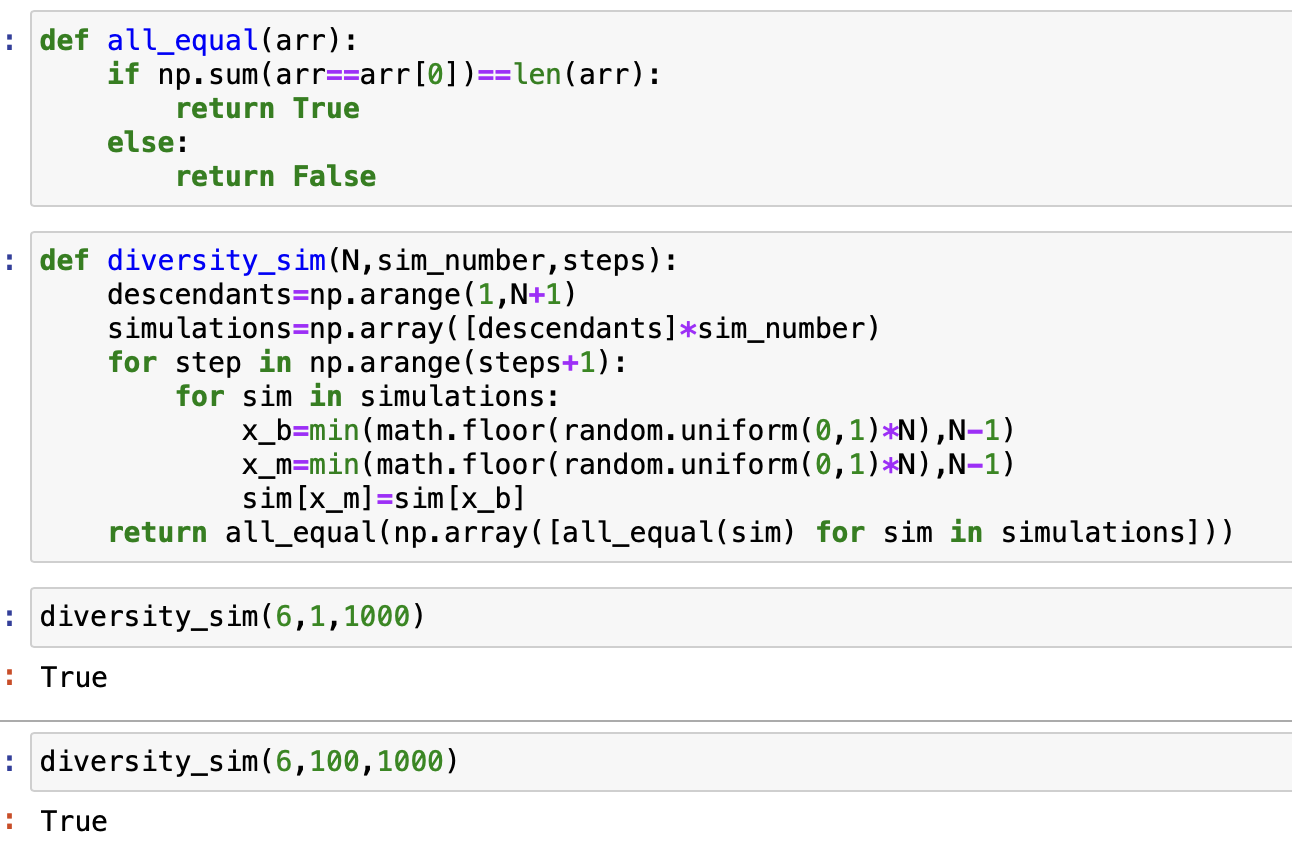 : def all_equal(arr):
    if np.sum(arr==arr[0])==len(arr):
        return True
    else:
        return False
: def diversity_sim(N,sim_number,steps):
    descendants=np.arange(1,N+1)
    simulations=np.array([descendants]*sim_number)
    for step in np.arange(steps+1):
        for sim in simulations:
            x_b=min(math.floor(random.uniform(0,1)*N),N-1)
            x_m=min(math.floor(random.uniform(0,1)*N),N-1)
            sim[x_m]=sim[x_b]
    return all_equal(np.array([all_equal(sim) for sim in simulations]))
: diversity_sim(6,1,1000)
: True
: diversity_sim(6,100,1000)
: True